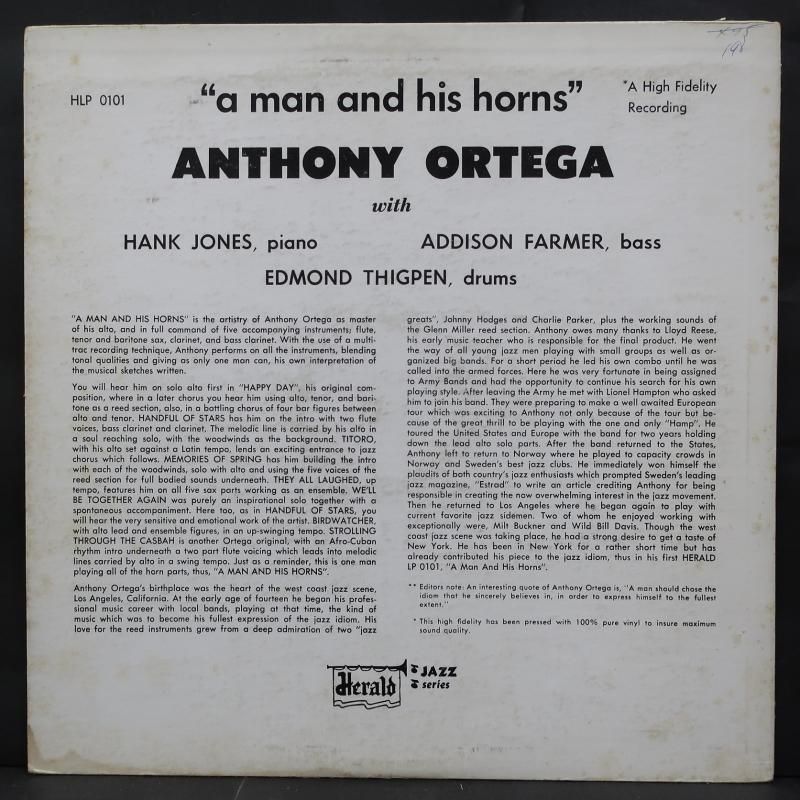 HLP 0101
"a man and his horns"
*A High Fidelity
Recording
ANTHONY ORTEGA
with
HANK JONES, piano
ADDISON FARMER, bass
EDMOND THIGPEN, drums
"A MAN AND HIS HORNS" is the artistry of Anthony Ortega as master
of his alto, and in full command of five accompanying instruments; flute,
tenor and baritone sax, clarinet, and bass clarinet. With the use of a multi-
trac recording technique, Anthony performs on all the instruments, blending
tonal qualities and giving as only one man can, his own interpretation of
the musical sketches written.
You will hear him on solo alto first in "HAPPY DAY", his original com-
position, where in a later chorus you hear him using alto, tenor, and bari-
tone as a reed section, also, in a battling chorus of four bar figures between
alto and tenor. HANDFUL OF STARS has him on the intro with two flute
voices, bass clarinet and clarinet. The melodic line is carried by his alto in
a soul reaching solo, with the woodwinds as the background. TITORO,
with his alto set against a Latin tempo, lends an exciting entrance to jazz
chorus which follows. MEMORIES OF SPRING has him building the intro
with each of the woodwinds, solo with alto and using the five voices of the
reed section for full bodied sounds underneath. THEY ALL LAUGHED, up
tempo, features him on all five sax parts working as an ensemble. WE'LL
BE TOGETHER AGAIN was purely an inspirational solo together with a
spontaneous accompaniment. Here too, as in HANDFUL OF STARS, you
will hear the very sensitive and emotional work of the artist. BIRDWATCHER,
with alto lead and ensemble figures, in an up-swinging tempo. STROLLING
THROUGH THE CASBAH is another Ortega original, with an Afro-Cuban
rhythm intro underneath a two part flute voicing which leads into melodic
lines carried by alto in a swing tempo. Just as a reminder, this is one man
playing all of the horn parts, thus, "A MAN AND HIS HORNS".
Anthony Ortega's birthplace was the heart of the west coast jazz scene,
Los Angeles, California. At the early age of fourteen he began his profes-
sional music career with local bands, playing at that time, the kind of
music which was to become his fullest expression of the jazz idiom. His
love for the reed instruments grew from a deep admiration of two "jazz
greats", Johnny Hodges and Charlie Parker, plus the working sounds of
the Glenn Miller reed section. Anthony owes many thanks to Lloyd Reese,
his early music teacher who is responsible for the final product. He went
the way of all young jazz men playing with small groups as well as or-
ganized big bands. For a short period he led his own combo until he was
called into the armed forces. Here he was very fortunate in being assigned
to Army Bands and had the opportunity to continue his search for his own
playing style. After leaving the Army he met with Lionel Hampton who asked
him to join his band. They were preparing to make a well awaited European
tour which was exciting to Anthony not only because of the tour but be-
cause of the great thrill to be playing with the one and only "Hamp". He
toured the United States and Europe with the band for two years holding
down the lead alto solo parts. After the band returned to the States,
Anthony left to return to Norway where he played to capacity crowds in
Norway and Sweden's best jazz clubs. He immediately won himself the
plaudits of both country's jazz enthusiasts which prompted Sweden's leading
jazz magazine, "Estrad" to write an article crediting Anthony for being
responsible in creating the now overwhelming interest in the jazz movement.
Then he returned to Los Angeles where he began again to play with
current favorite jazz sidemen. Two of whom he enjoyed working with
exceptionally were, Milt Buckner and Wild Bill Davis. Though the west
coast jazz scene was taking place, he had a strong desire to get a taste of
New York. He has been in New York for a rather short time but has
already contributed his piece to the jazz idiom, thus in his first HERALD
LP 0101, "A Man And His Horns".
** Editors note: An interesting quote of Anthony Ortega is, "A man should chose the
idiom that he sincerely believes in, in order to express himself to the fullest
extent."
* This high fidelity has been pressed with 100% pure vinyl to insure maximum
sound quality.
Herald
JAZZ
series